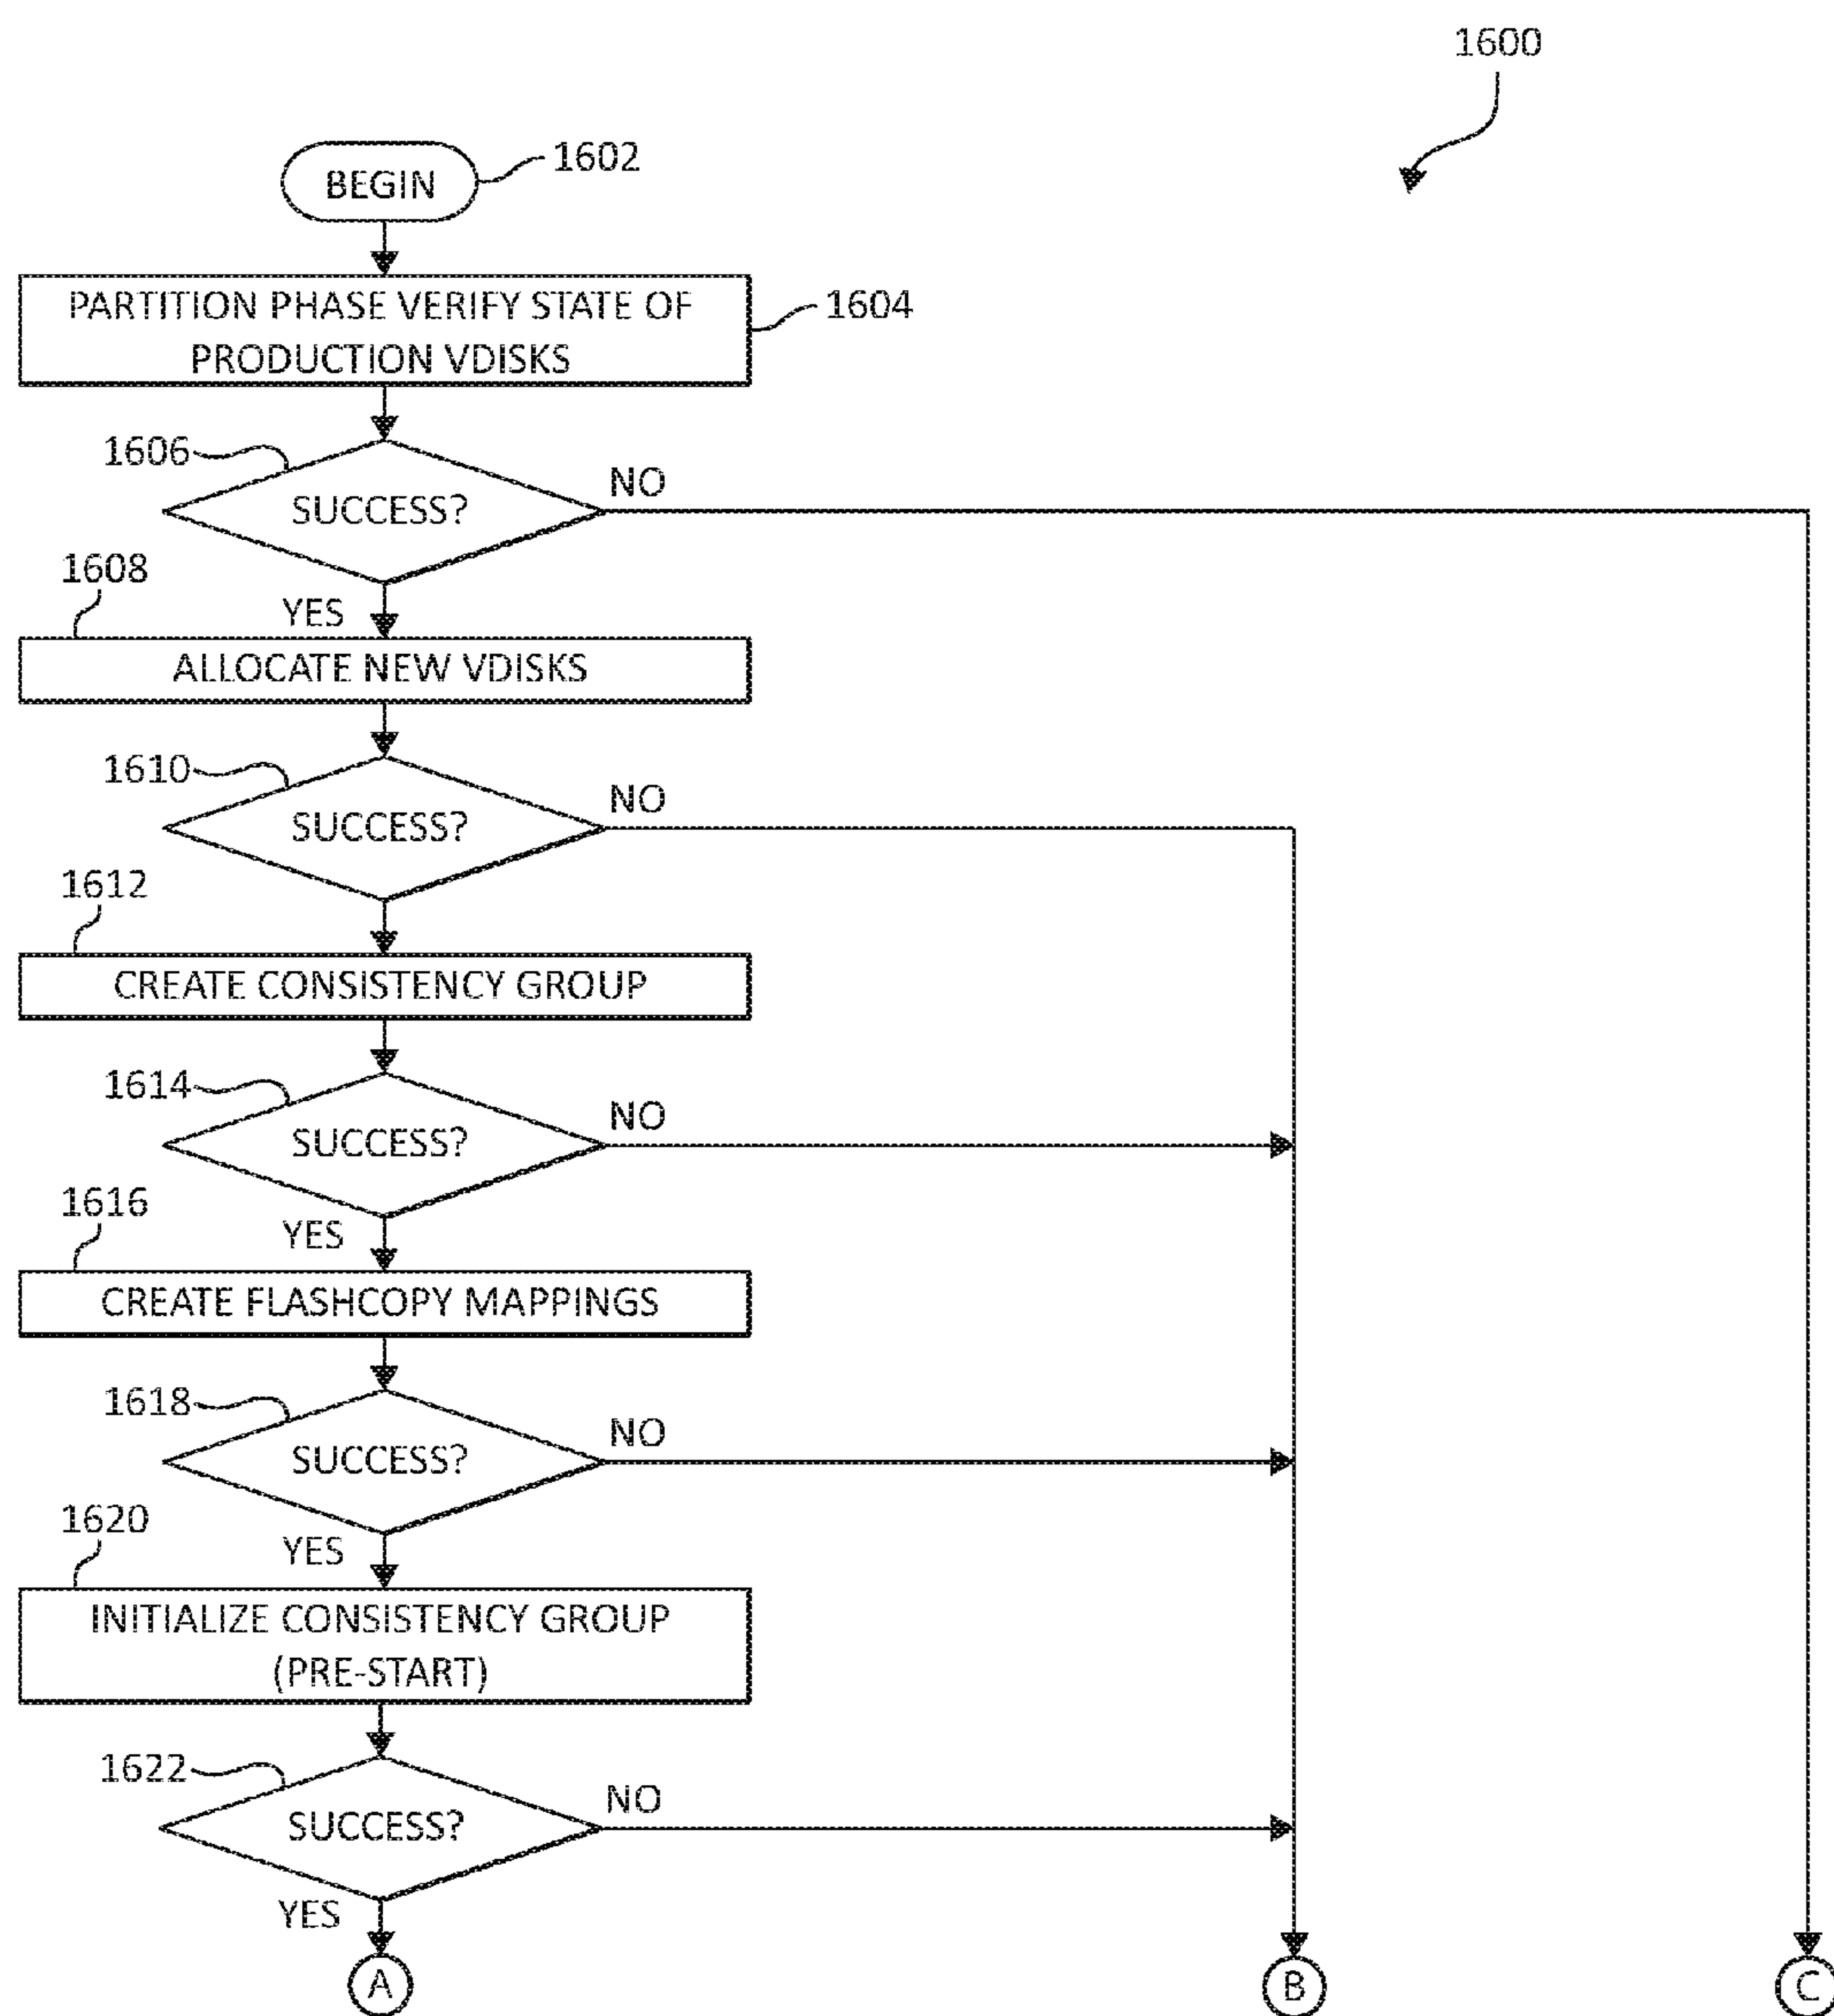 1600
BEGIN
1602
PARTITION PHASE VERIFY STATE OF
PRODUCTION VDISKS
1604
1606
SUCCESS?
NO
YES
1608
ALLOCATE NEW VDISKS
1610
SUCCESS?
NO
1612
CREATE CONSISTENCY GROUP
1614
SUCCESS?
NO
YES
1616
CREATE FLASHCOPY MAPPINGS
1618
SUCCESS?
NO
YES
1620
INITIALIZE CONSISTENCY GROUP
(PRE-START)
1622
SUCCESS?
NO
YES
A
B
C